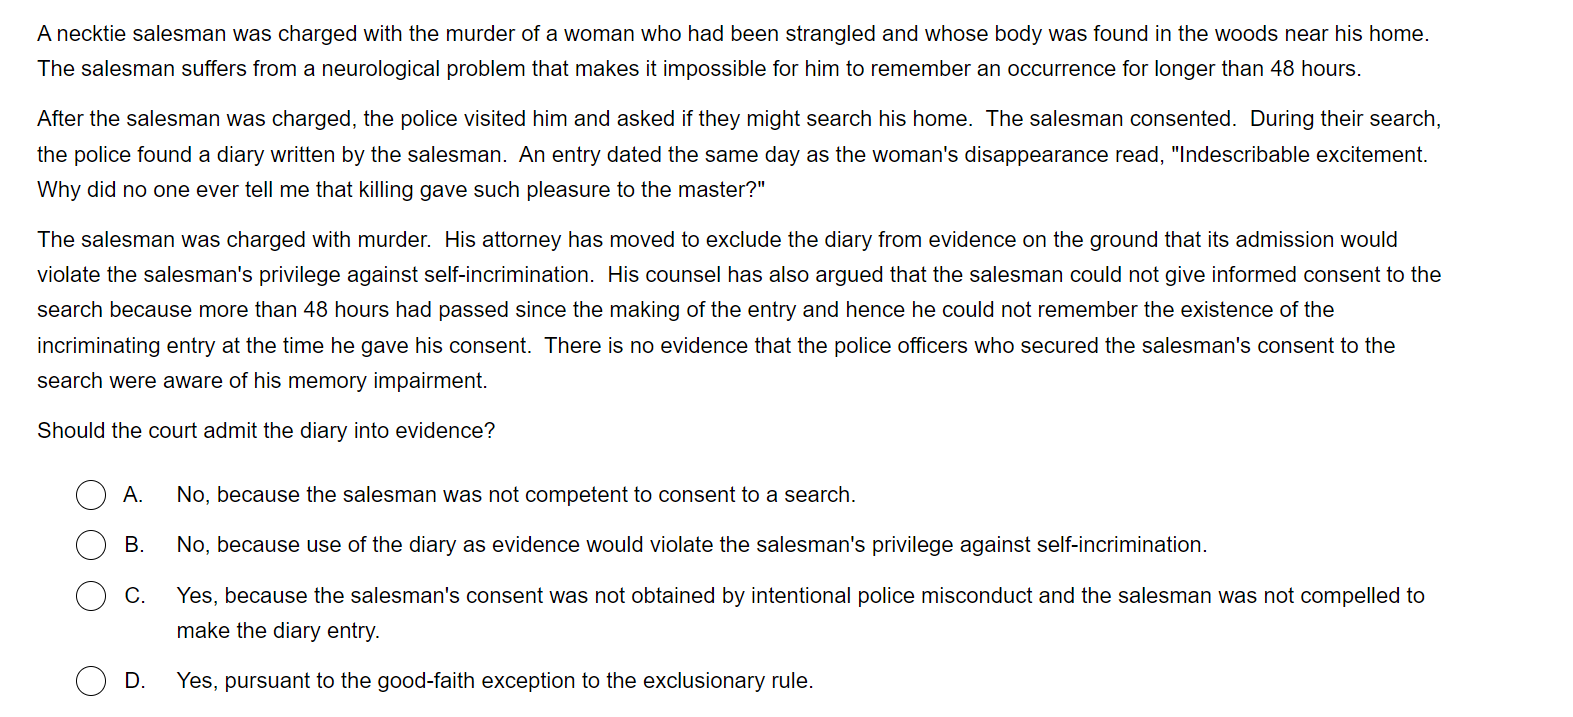 A necktie salesman was charged with the murder of a woman who had been strangled and whose body was found in the woods near his home.
The salesman suffers from a neurological problem that makes it impossible for him to remember an occurrence for longer than 48 hours.
After the salesman was charged, the police visited him and asked if they might search his home.  The salesman consented.  During their search,
the police found a diary written by the salesman.  An entry dated the same day as the woman's disappearance read, "Indescribable excitement.
Why did no one ever tell me that killing gave such pleasure to the master?"
The salesman was charged with murder.  His attorney has moved to exclude the diary from evidence on the ground that its admission would
violate the salesman's privilege against self-incrimination.  His counsel has also argued that the salesman could not give informed consent to the
search because more than 48 hours had passed since the making of the entry and hence he could not remember the existence of the
incriminating entry at the time he gave his consent.  There is no evidence that the police officers who secured the salesman's consent to the
search were aware of his memory impairment.
Should the court admit the diary into evidence?
A. No, because the salesman was not competent to consent to a search.
B. No, because use of the diary as evidence would violate the salesman's privilege against self-incrimination.
C. Yes, because the salesman's consent was not obtained by intentional police misconduct and the salesman was not compelled to
make the diary entry.
D. Yes, pursuant to the good-faith exception to the exclusionary rule.